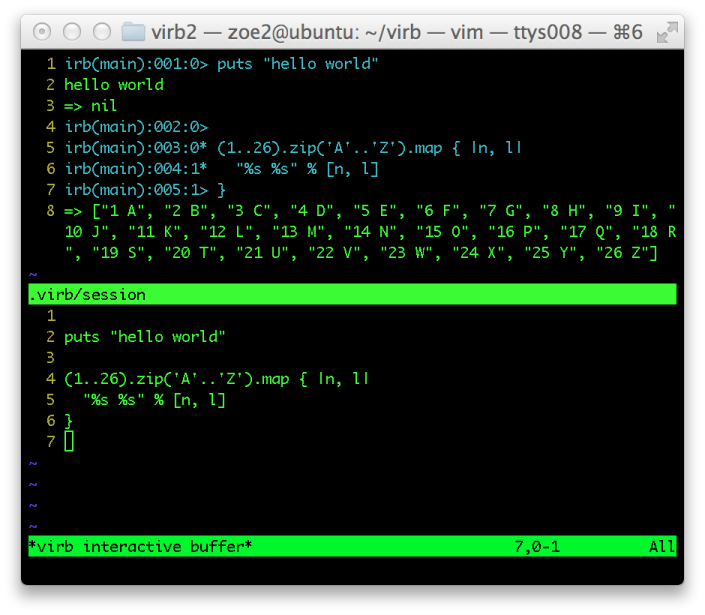 virb2 — zoe2@ubuntu: ~/virb — vim — ttys008 — ⌘6
1 irb(main):001:0> puts "hello world"
2 hello world
3 => nil
4 irb(main):002:0>
5 irb(main):003:0* (1..26).zip('A'..'Z').map { |n, l|
6 irb(main):004:1*   "%s %s" % [n, l]
7 irb(main):005:1> }
8 => ["1 A", "2 B", "3 C", "4 D", "5 E", "6 F", "7 G", "8 H", "9 I", "
10 J", "11 K", "12 L", "13 M", "14 N", "15 O", "16 P", "17 Q", "18 R
", "19 S", "20 T", "21 U", "22 V", "23 W", "24 X", "25 Y", "26 Z"]
~
.virb/session
1
2 puts "hello world"
3
4 (1..26).zip('A'..'Z').map { |n, l|
5   "%s %s" % [n, l]
6 }
7
~
~
~
~
*virb interactive buffer* 7,0-1 All